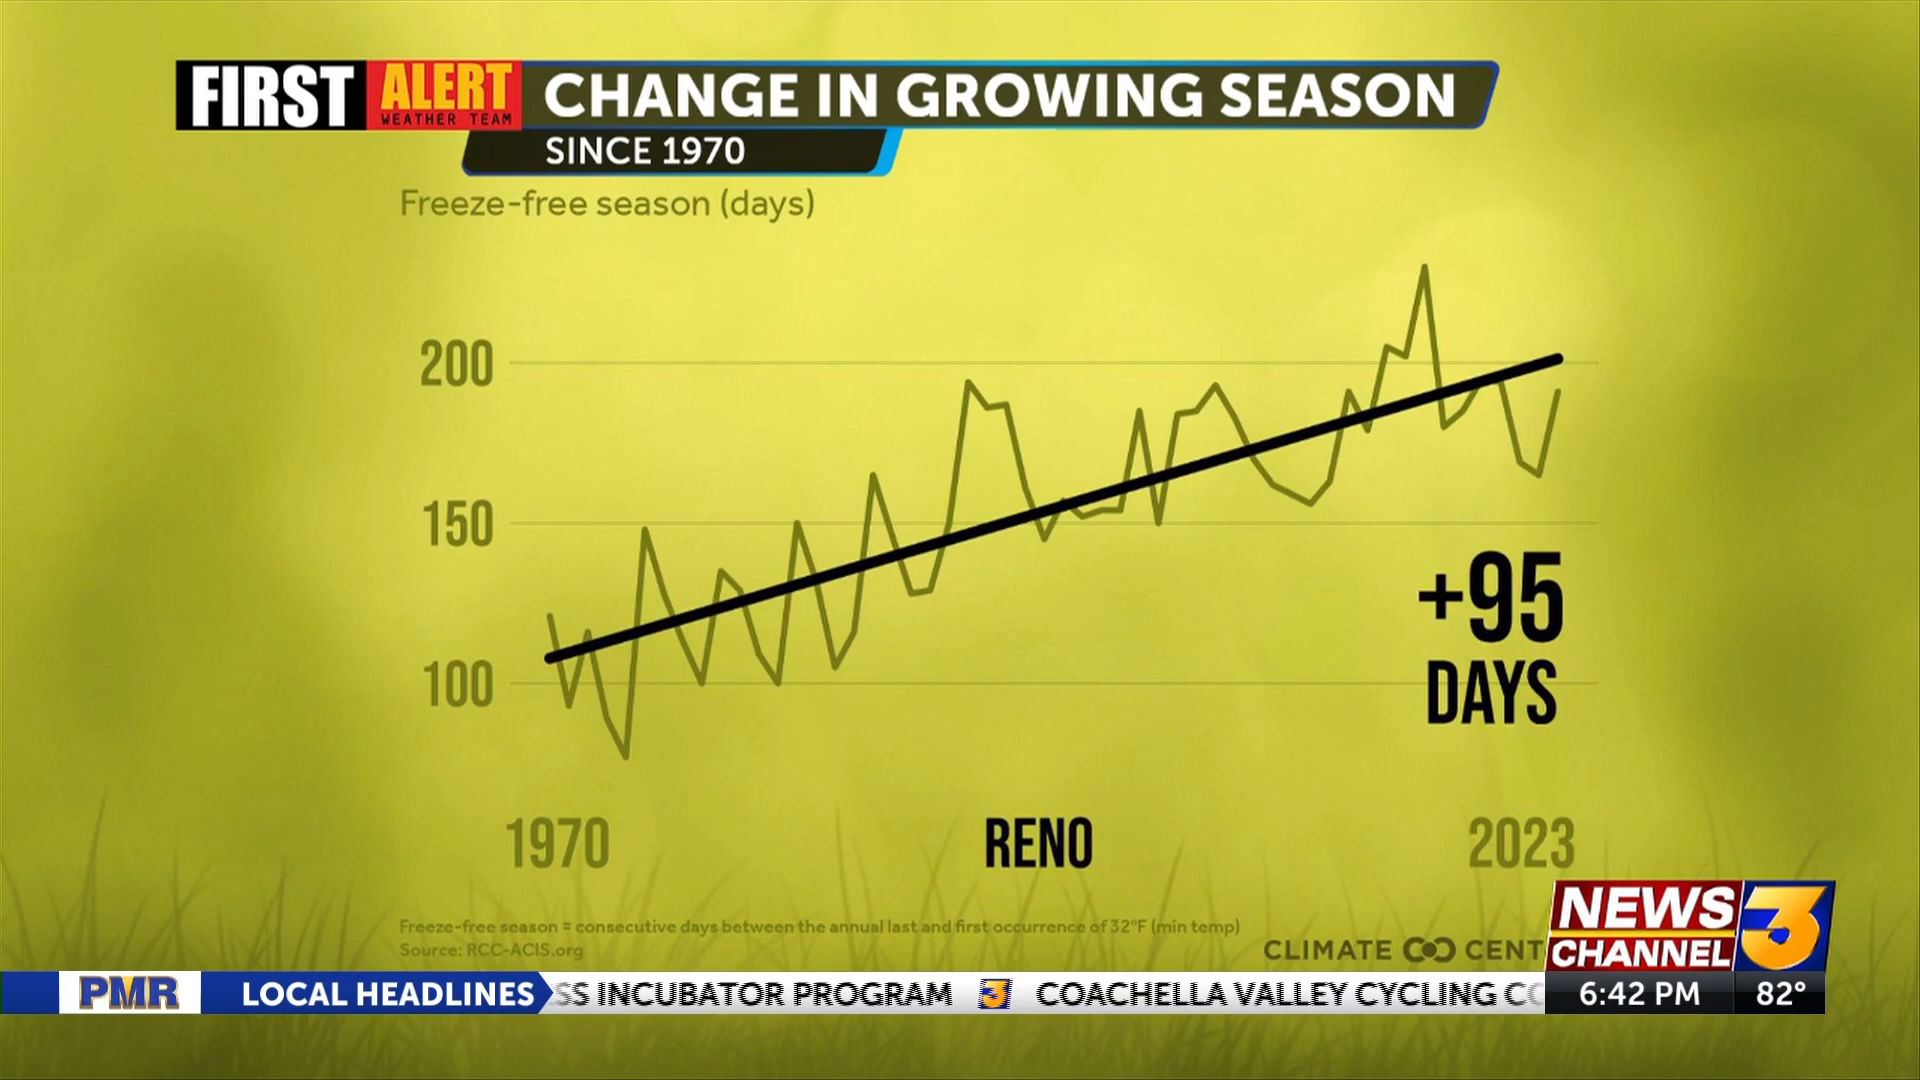 FIRST ALERT WEATHER TEAM
CHANGE IN GROWING SEASON
SINCE 1970
Freeze-free season (days)
200
150
100
+95
DAYS
1970
RENO
2023
Freeze-free season = consecutive days between the annual last and first occurrence of 32°F (min temp)
Source: RCC-ACIS.org
CLIMATE CENT
NEWS
CHANNEL
3
PMR
LOCAL HEADLINES
SS INCUBATOR PROGRAM 3 COACHELLA VALLEY CYCLING
6:42 PM
82°